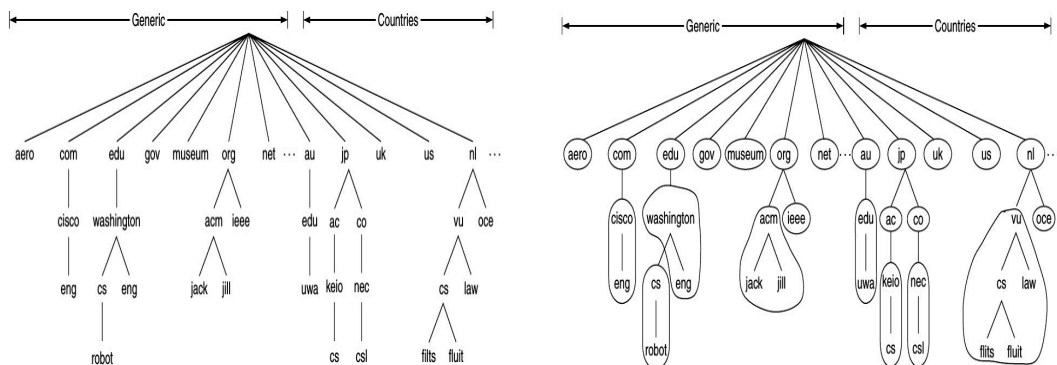 Generic Countries
aero com edu gov museum org net ... au jp uk us nl ...
cisco washington acm ieee edu ac co vu oce
eng cs eng jack jill uwa keio nec cs law
robot cs csl filts fluit
Generic Countries
aero com edu gov museum org net ... au jp uk us nl ..
cisco washington acm ieee edu ac co vu oce
eng cs eng jack jill uwa keio nec cs law
robot cs csl flits fluit